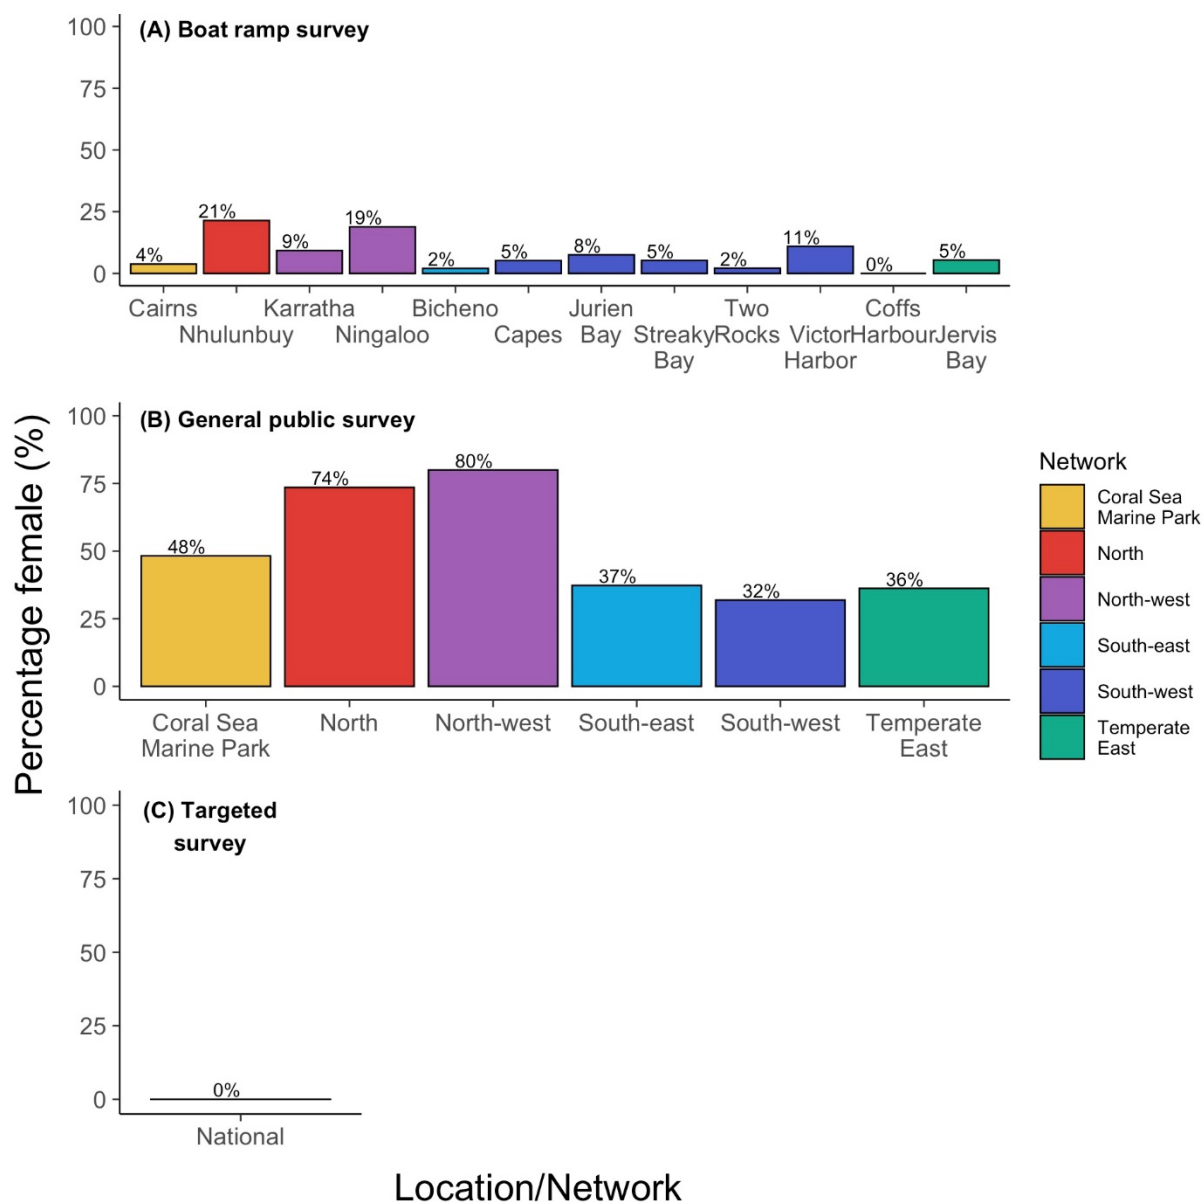 (A) Boat ramp survey
100
75
50
25
0
4%
21%
9%
19%
2%
5%
8%
5%
2%
11%
0%
5%
Cairns
Nhulunbuy
Karratha
Ningaloo
Bicheno
Capes
Jurien
Bay
Streaky
Bay
Two
Rocks
Victor
Harbor
Coffs
Harbour
Jervis
Bay
Percentage female (%)
(B) General public survey
100
75
50
25
0
48%
74%
80%
37%
32%
36%
Coral Sea
Marine Park
North
North-west
South-east
South-west
Temperate
East
Network
Coral Sea
Marine Park
North
North-west
South-east
South-west
Temperate
East
(C) Targeted
survey
100
75
50
25
0
0%
National
Location/Network